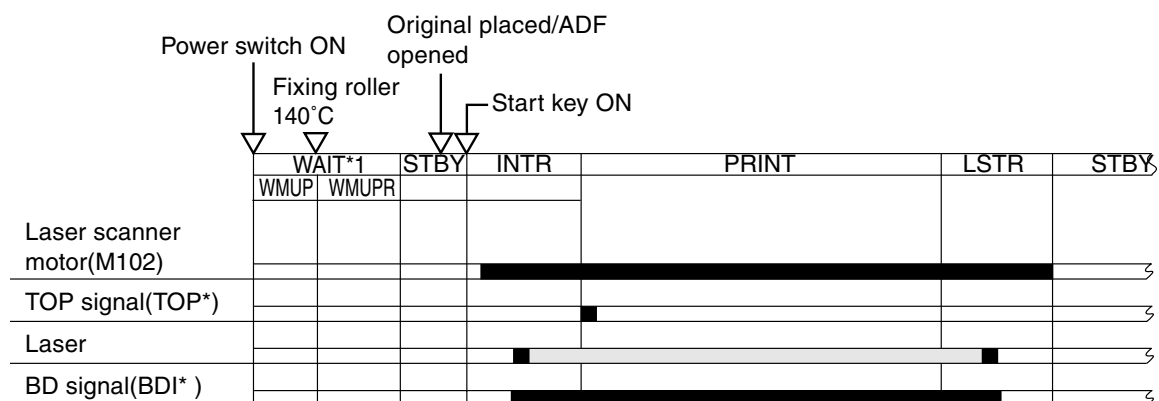 Original placed/ADF
opened
Power switch ON
Fixing roller
140˚C
Start key ON
WAIT*1 STBY INTR PRINT LSTR STBY
WMUP WMUPR
Laser scanner
motor(M102)
TOP signal(TOP*)
Laser
BD signal(BDI* )